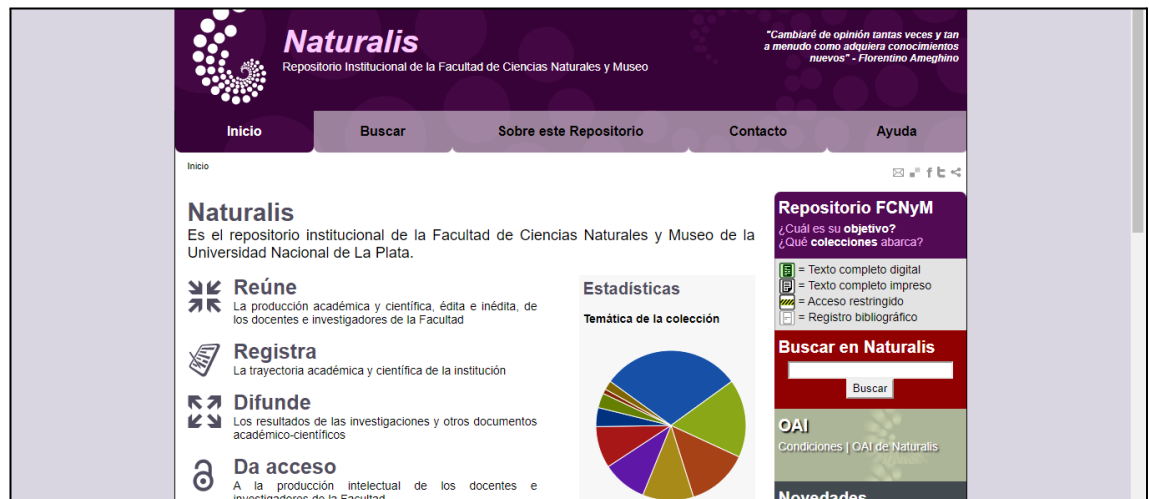 Naturalis
Repositorio Institucional de la Facultad de Ciencias Naturales y Museo
"Cambiaré de opinión tantas veces y tan
a menudo como adquiera conocimientos
nuevos" - Florentino Ameghino
Inicio
Buscar
Sobre este Repositorio
Contacto
Ayuda
Inicio
Naturalis
Es el repositorio institucional de la Facultad de Ciencias Naturales y Museo de la
Universidad Nacional de La Plata.
Reúne
La producción académica y científica, édita e inédita, de
los docentes e investigadores de la Facultad
Registra
La trayectoria académica y científica de la institución
Difunde
Los resultados de las investigaciones y otros documentos
académico-científicos
Da acceso
A la producción intelectual de los docentes e
investigadores de la Facultad
Estadísticas
Temática de la colección
Repositorio FCNyM
¿Cuál es su objetivo?
¿Qué colecciones abarca?
= Texto completo digital
= Texto completo impreso
= Acceso restringido
= Registro bibliográfico
Buscar en Naturalis
Buscar
OAI
Condiciones | OAI de Naturalis
Novedades